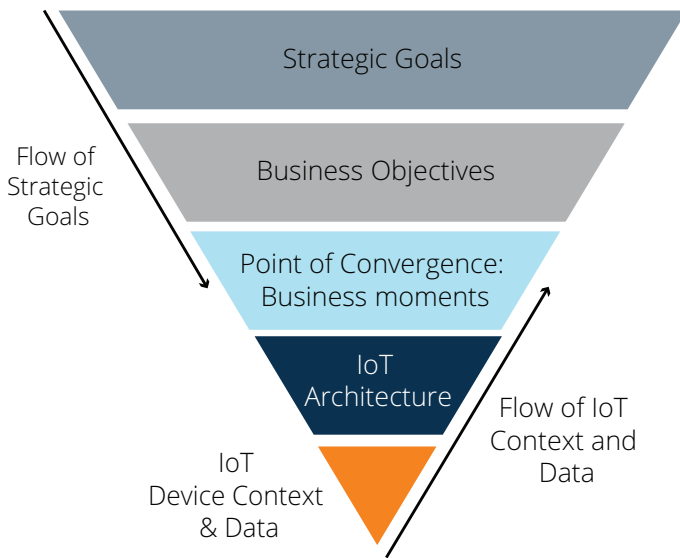 Strategic Goals
Flow of
Strategic
Goals
Business Objectives
Point of Convergence:
Business moments
IoT
Architecture
Flow of IoT
Context and
Data
IoT
Device Context
& Data